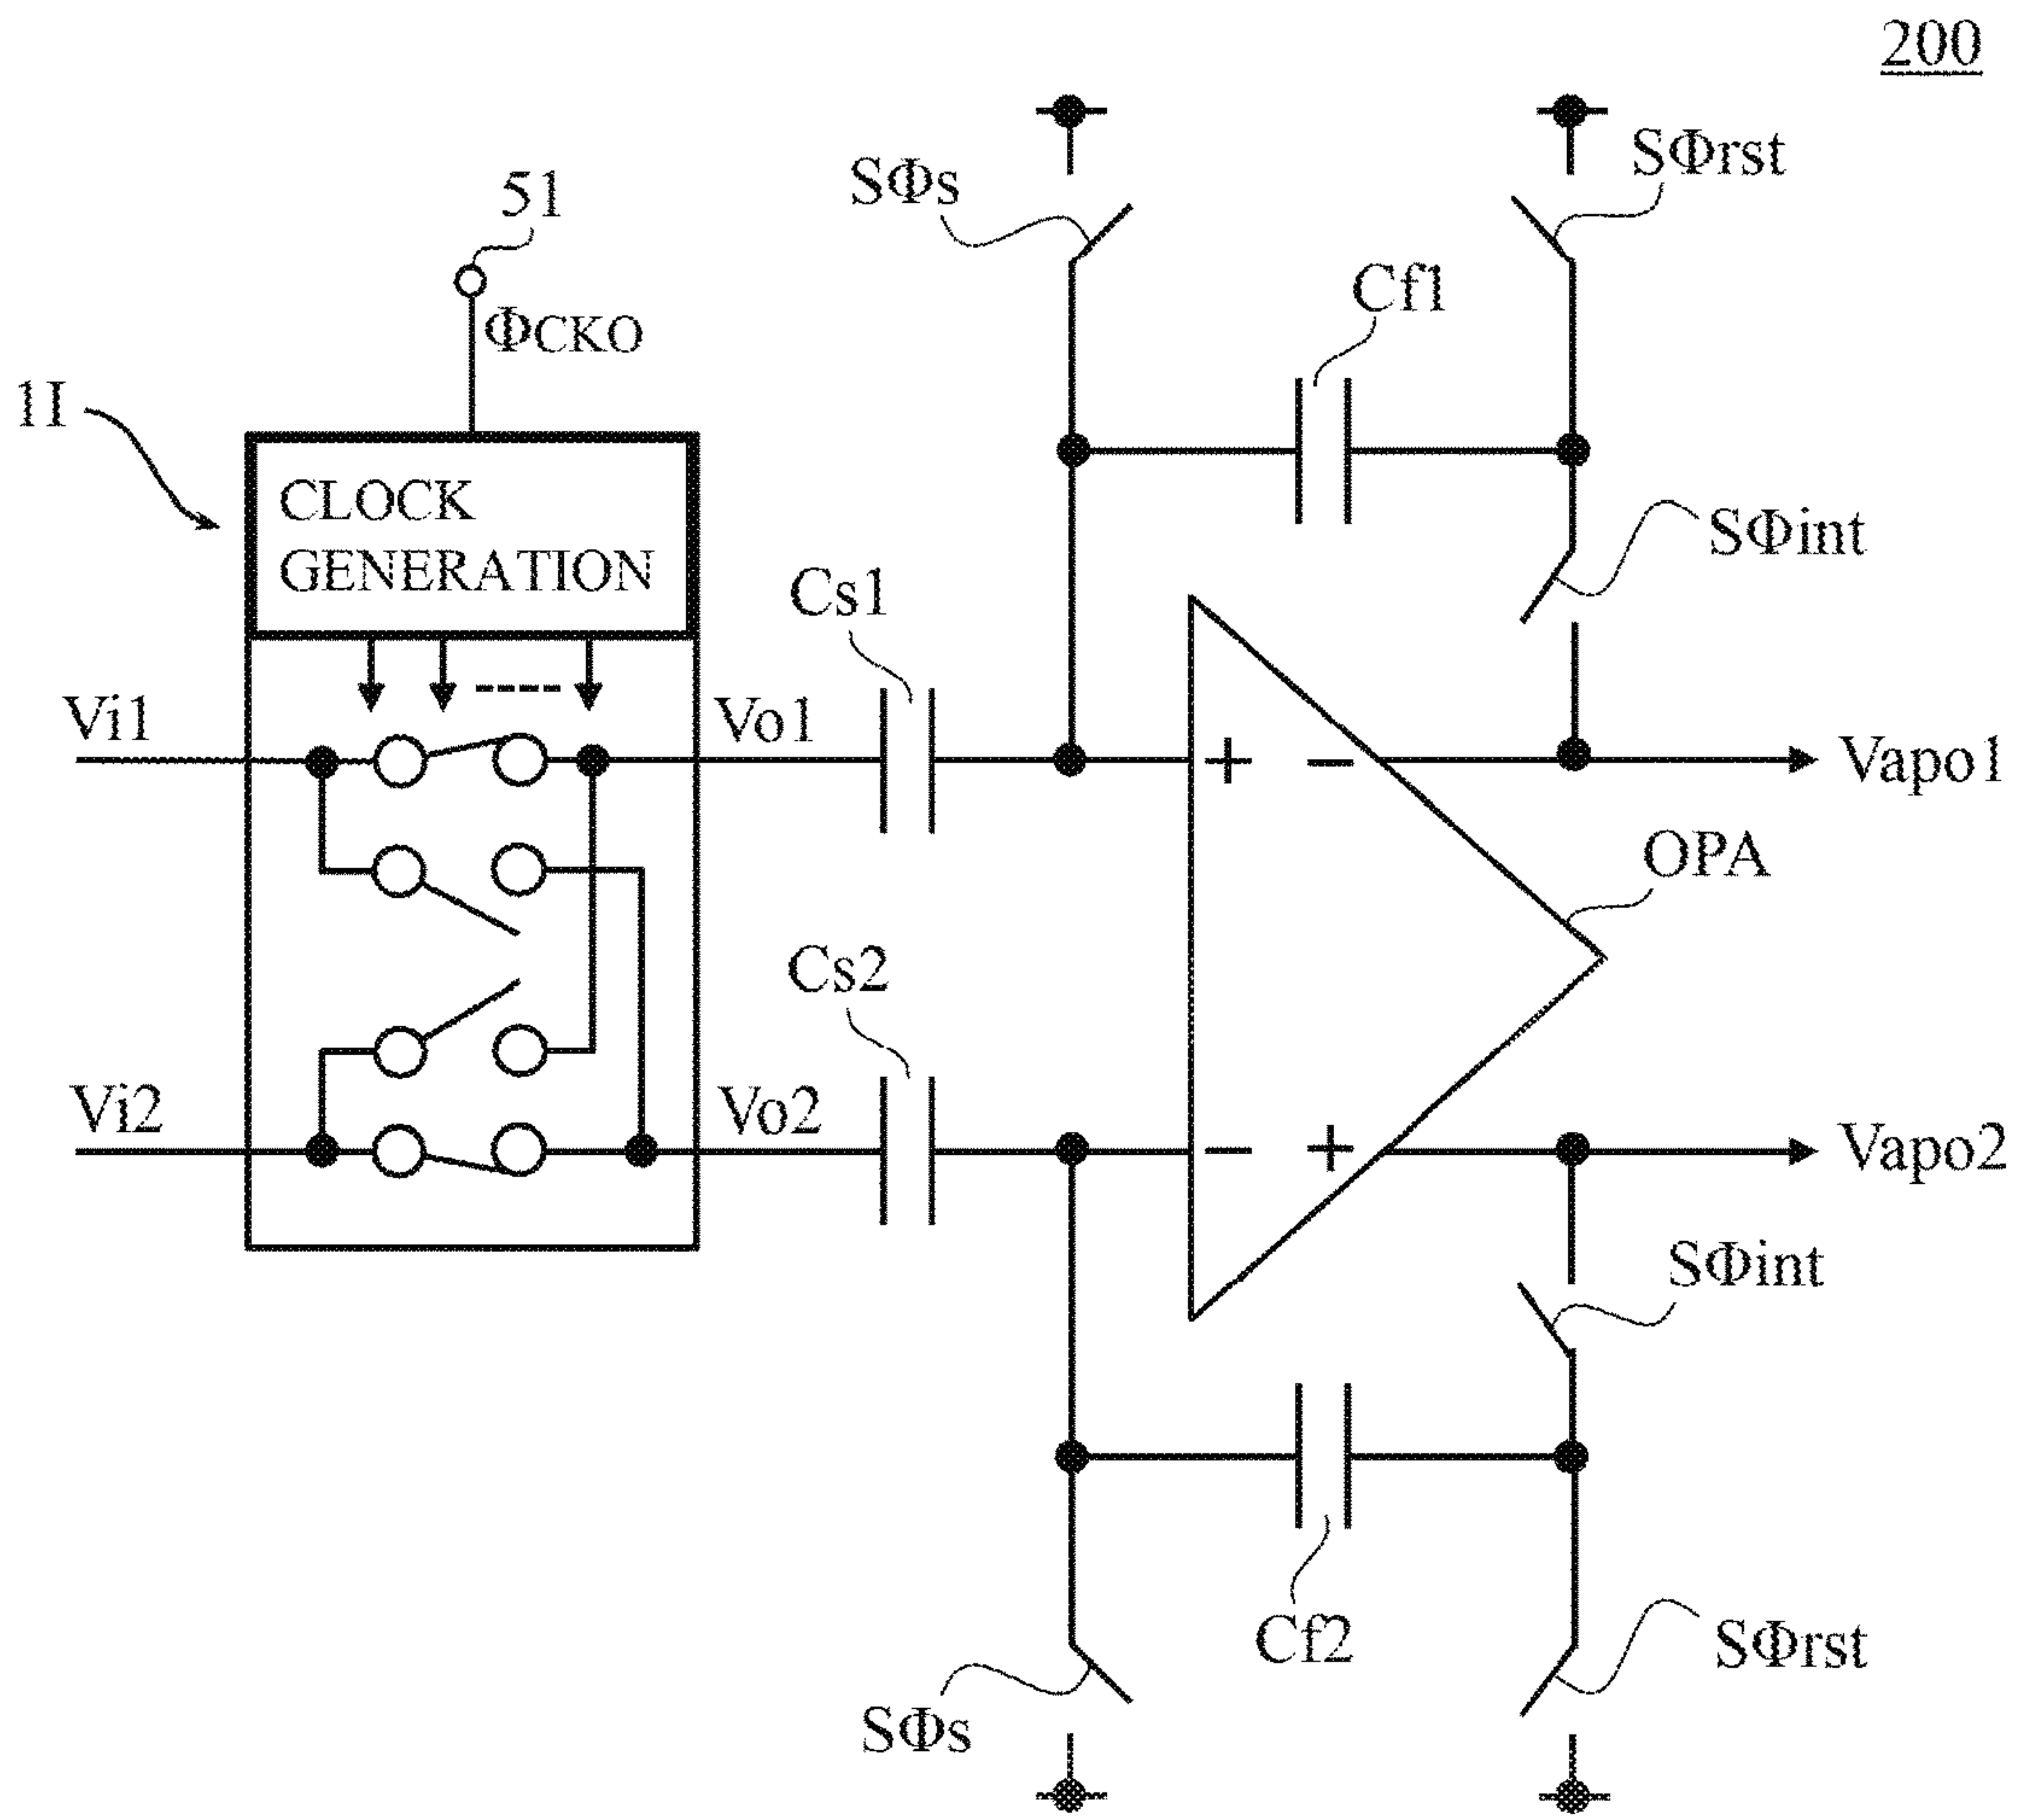 200
SΦs
SΦrst
51
ΦCKO
Cf1
1I
CLOCK
GENERATION
SΦint
Cs1
Vi1
Vo1
+ −
Vapo1
OPA
Cs2
Vi2
Vo2
− +
Vapo2
SΦint
Cf2
SΦrst
SΦs